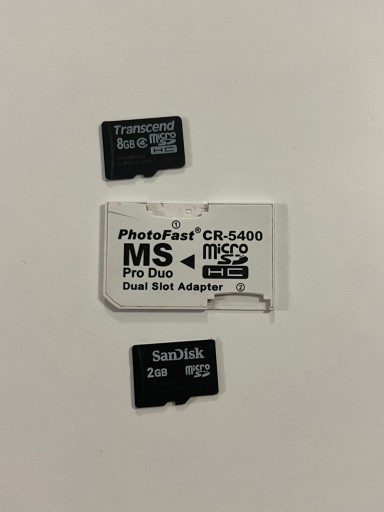 Transcend
8GB 4 micro SD HC
1
PhotoFast® CR-5400
MS micro SD HC
Pro Duo
Dual Slot Adapter 2
SanDisk
2GB micro SD